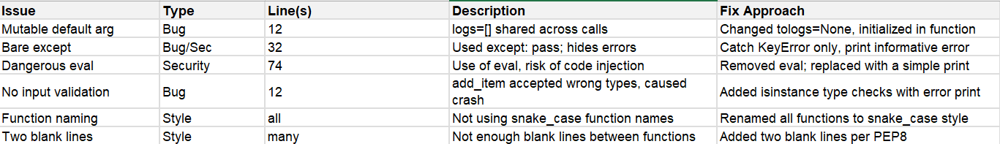 Issue Type Line(s) Description Fix Approach
Mutable default arg Bug 12 logs=[] shared across calls Changed tologs=None, initialized in function
Bare except Bug/Sec 32 Used except: pass; hides errors Catch KeyError only, print informative error
Dangerous eval Security 74 Use of eval, risk of code injection Removed eval; replaced with a simple print
No input validation Bug 12 add_item accepted wrong types, caused
crash Added isinstance type checks with error print
Function naming Style all Not using snake_case function names Renamed all functions to snake_case style
Two blank lines Style many Not enough blank lines between functions Added two blank lines per PEP8